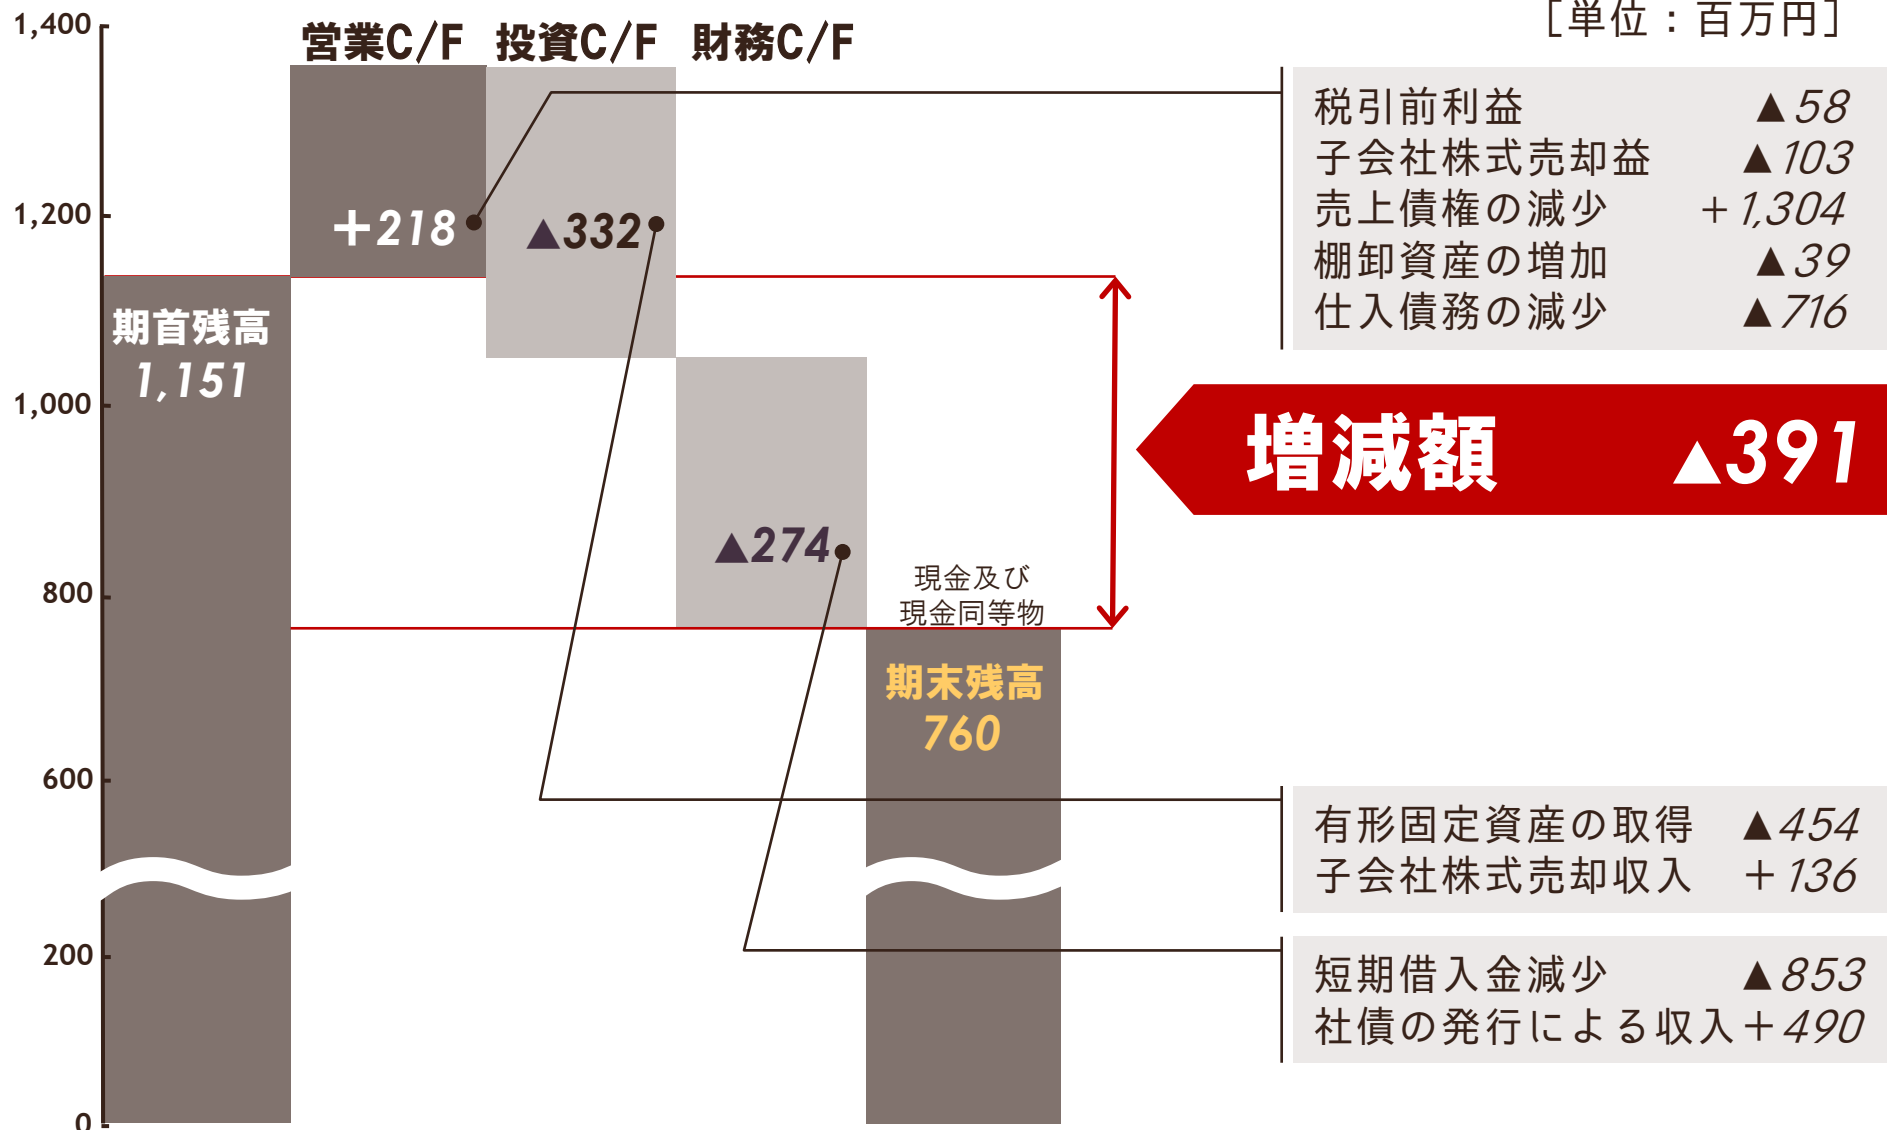 [単位：百万円]
営業C/F 投資C/F 財務C/F
1,400
1,200
1,000
800
600
200
0
期首残高
1,151
+218
▲332
▲274
現金及び
現金同等物
期末残高
760
税引前利益 ▲58
子会社株式売却益 ▲103
売上債権の減少 +1,304
棚卸資産の増加 ▲39
仕入債務の減少 ▲716
増減額 ▲391
有形固定資産の取得 ▲454
子会社株式売却収入 +136
短期借入金減少 ▲853
社債の発行による収入+490